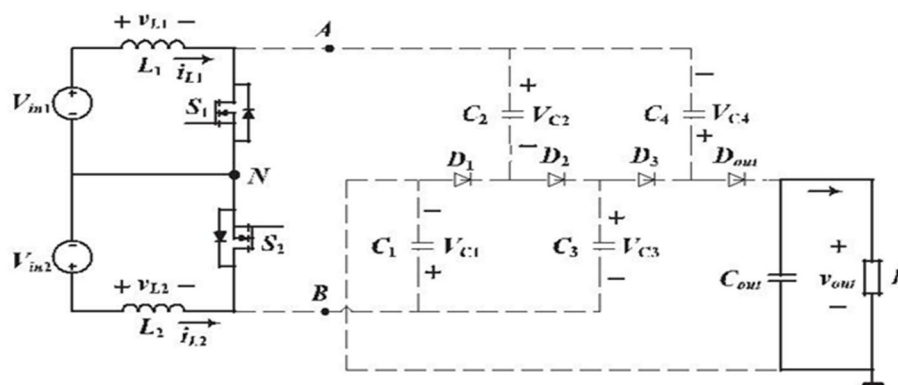 + vL1 −
A
L1
iL1
Vin1
S1
C2
+
VC2
−
C4
−
VC4
+
N
D1
D2
D3
Dout
S2
Vin2
C1
−
VC1
+
C3
+
VC3
−
Cout
+
vout
−
+ vL2 −
B
L2
iL2